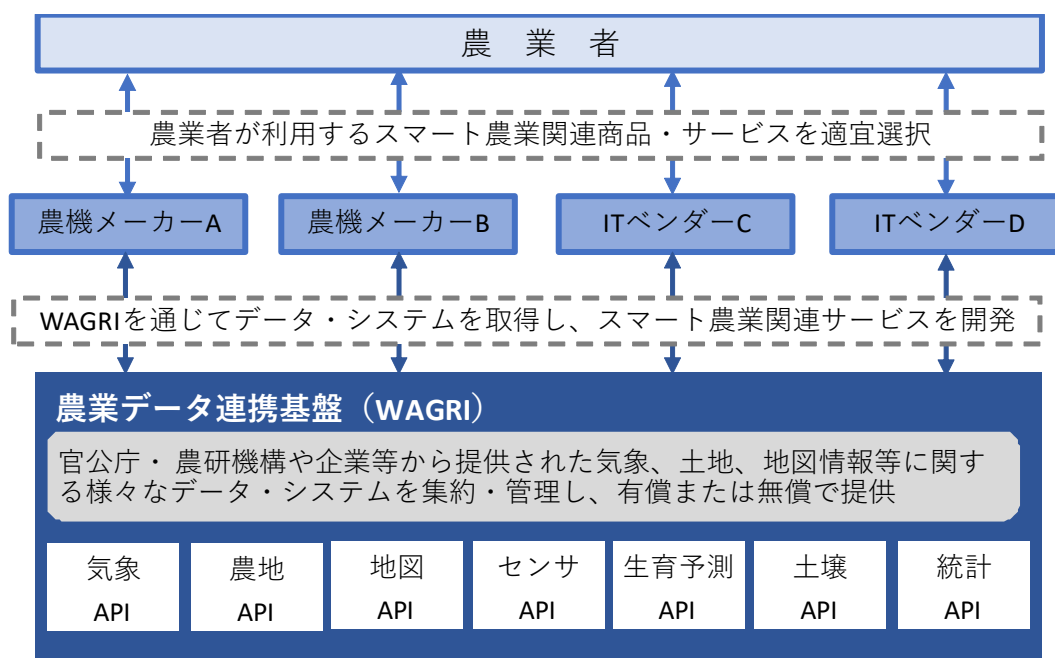 農 業 者
農業者が利用するスマート農業関連商品・サービスを適宜選択
農機メーカーA
農機メーカーB
ITベンダーC
ITベンダーD
WAGRIを通じてデータ・システムを取得し、スマート農業関連サービスを開発
農業データ連携基盤（WAGRI）
官公庁・ 農研機構や企業等から提供された気象、土地、地図情報等に関す
る様々なデータ・システムを集約・管理し、有償または無償で提供
気象
API
農地
API
地図
API
センサ
API
生育予測
API
土壌
API
統計
API